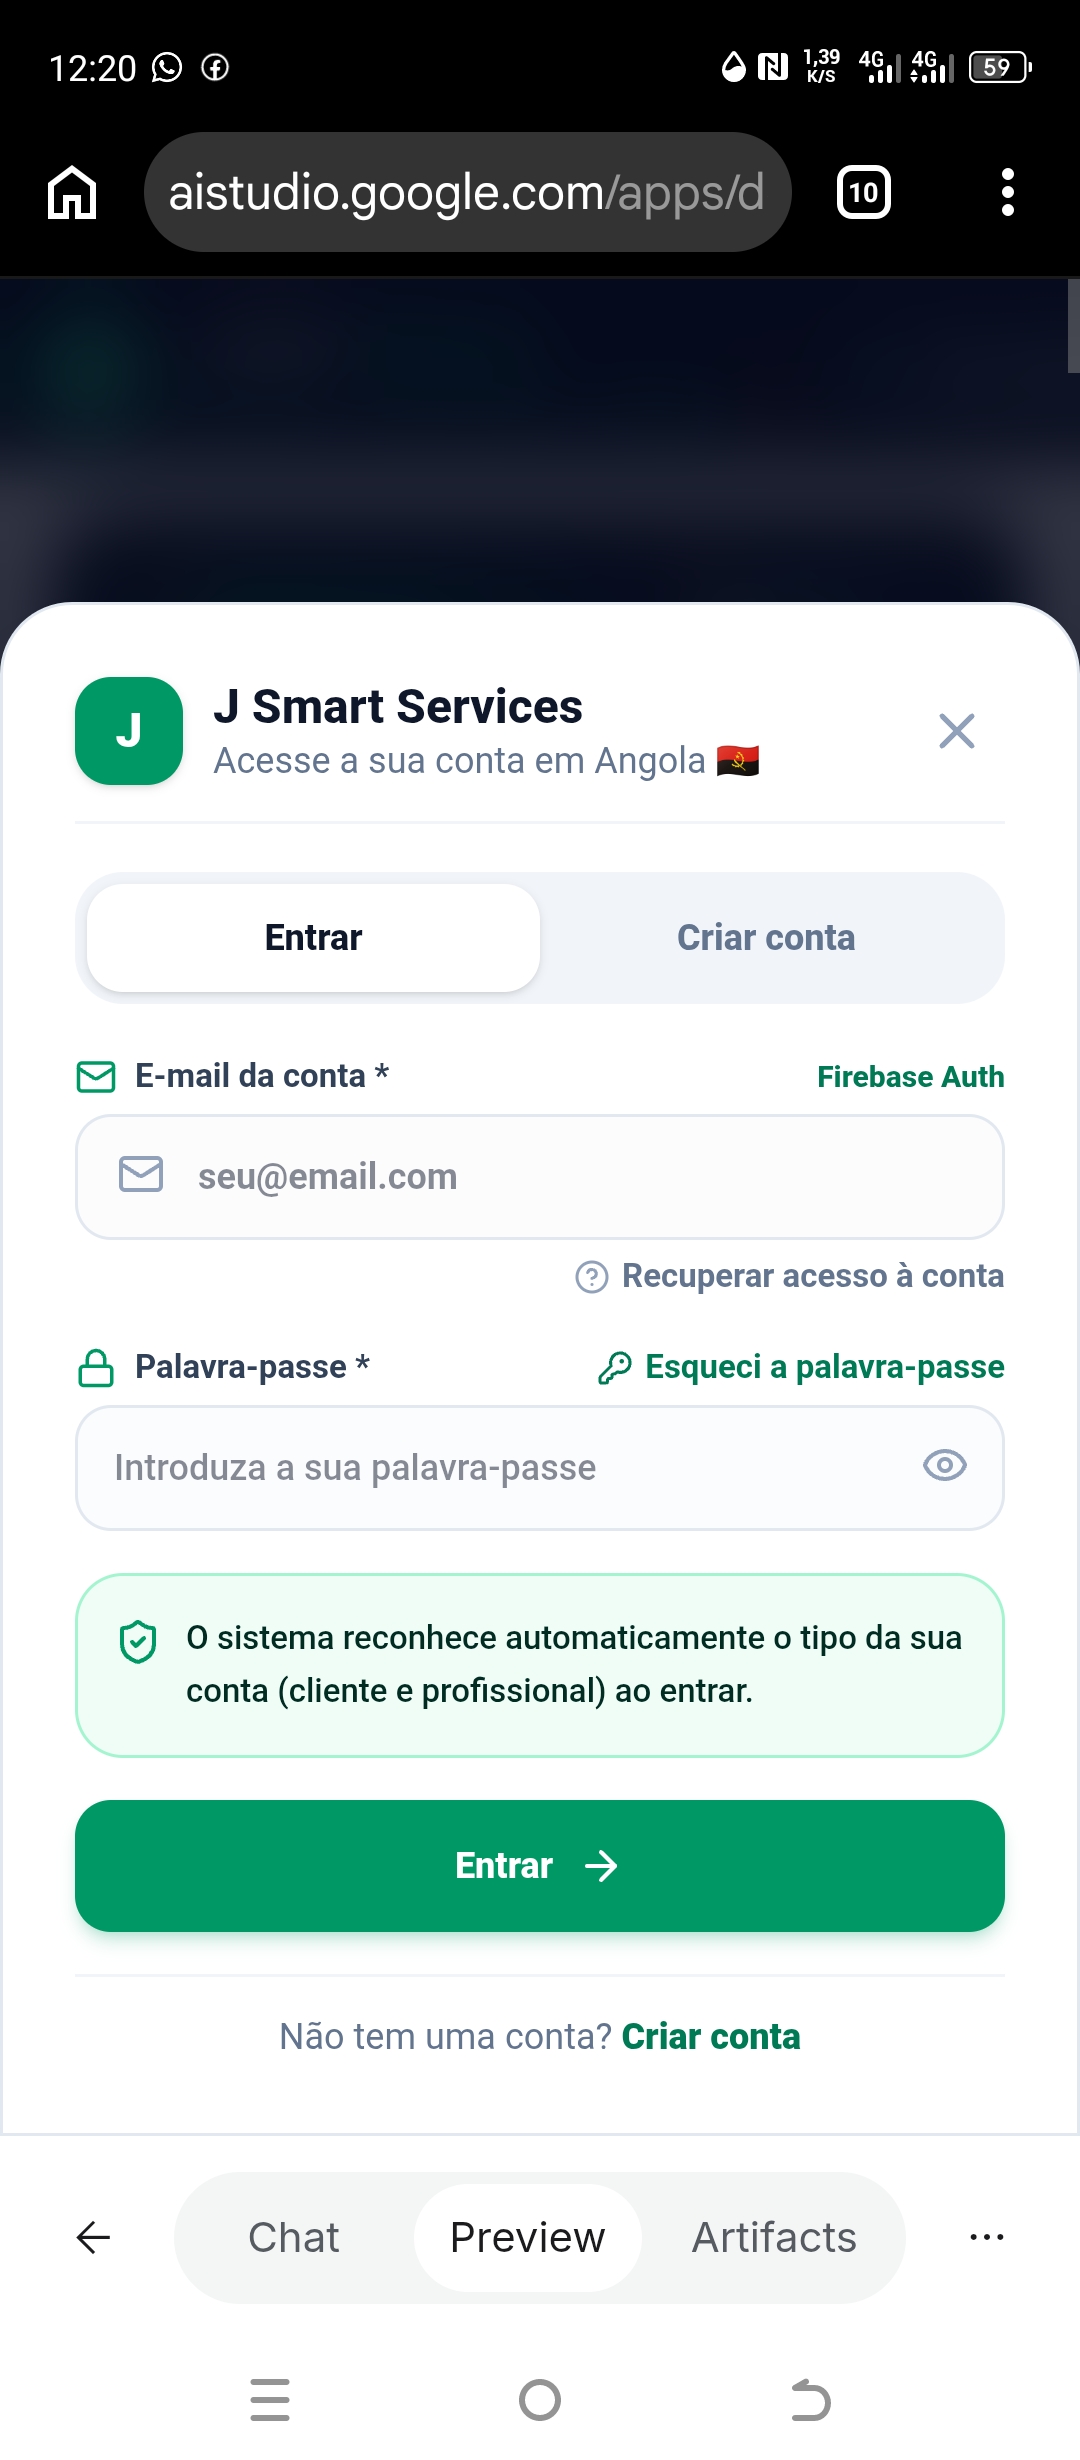 12:20
1,39 K/S 4G 4G 59
aistudio.google.com/apps/d
10
J
J Smart Services
Acesse a sua conta em Angola 🇦🇴
Entrar Criar conta
E-mail da conta * Firebase Auth
seu@email.com
Recuperar acesso à conta
Palavra-passe * Esqueci a palavra-passe
Introduza a sua palavra-passe
O sistema reconhece automaticamente o tipo da sua
conta (cliente e profissional) ao entrar.
Entrar →
Não tem uma conta? Criar conta
Chat Preview Artifacts